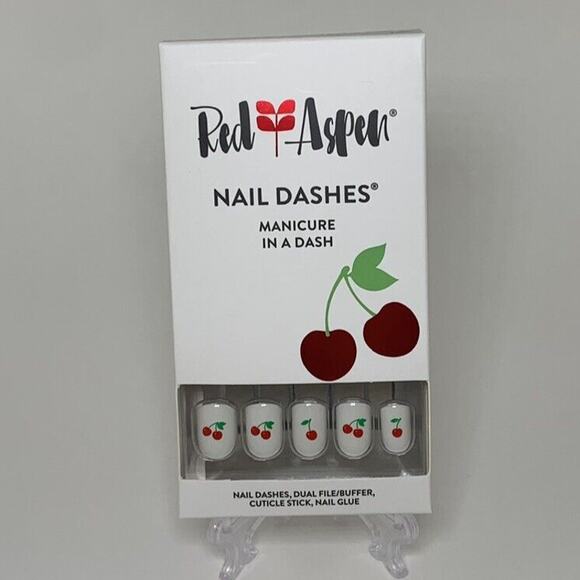 Red Aspen®
NAIL DASHES®
MANICURE
IN A DASH
NAIL DASHES, DUAL FILE/BUFFER,
CUTICLE STICK, NAIL GLUE